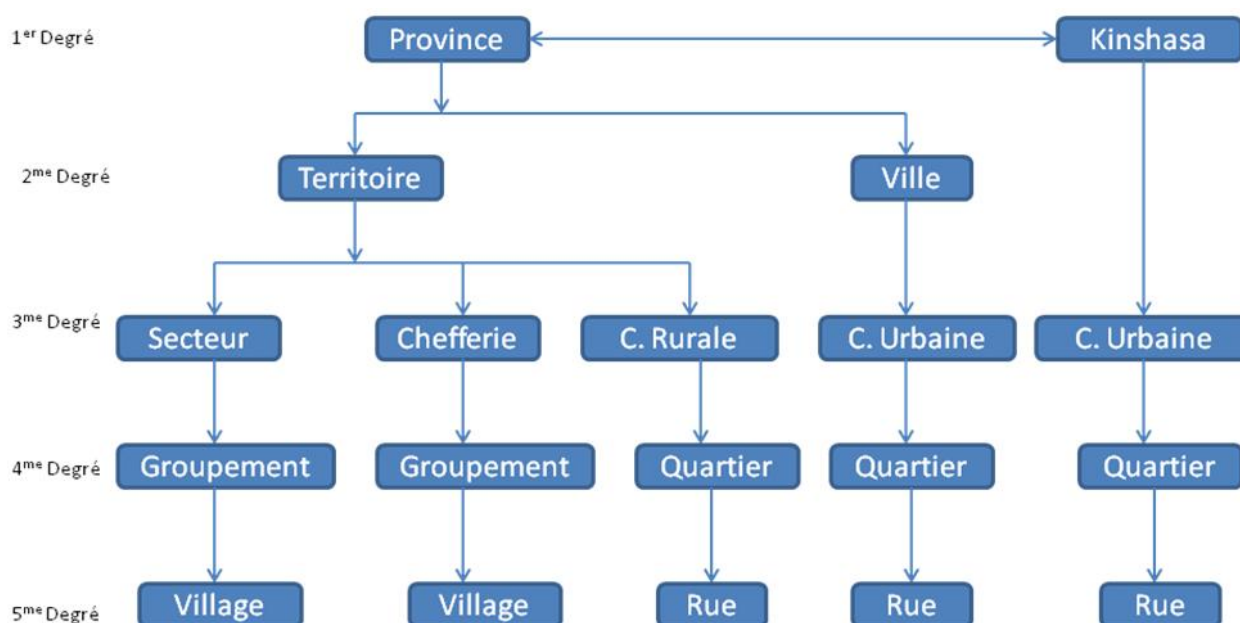 1er Degré
Province
Kinshasa
2me Degré
Territoire
Ville
3me Degré
Secteur
Chefferie
C. Rurale
C. Urbaine
C. Urbaine
4me Degré
Groupement
Groupement
Quartier
Quartier
Quartier
5me Degré
Village
Village
Rue
Rue
Rue